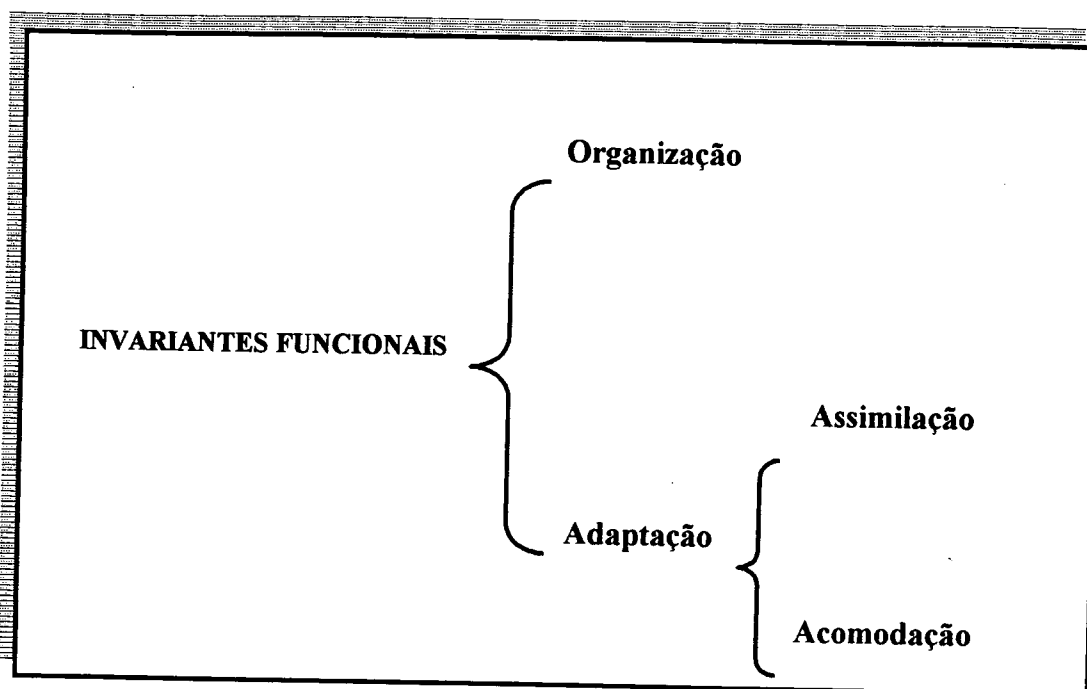 Organização
INVARIANTES FUNCIONAIS
Assimilação
Adaptação
Acomodação